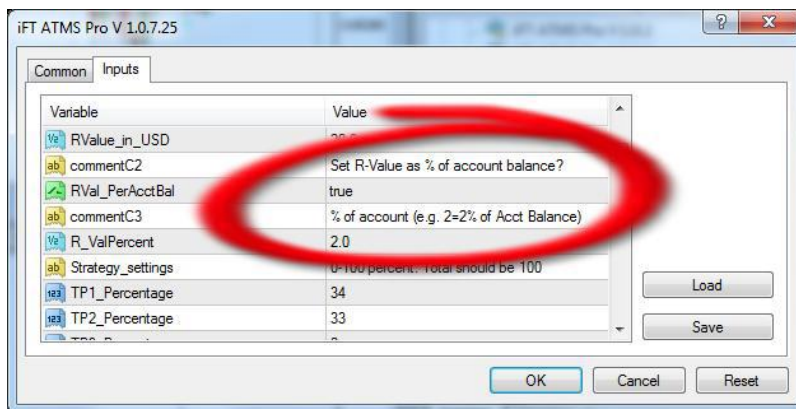 iFT ATMS Pro V 1.0.7.25
Common Inputs
Variable Value
RValue_in_USD
commentC2 Set R-Value as % of account balance?
RVal_PerAcctBal true
commentC3 % of account (e.g. 2=2% of Acct Balance)
R_ValPercent 2.0
Strategy_settings 0-100 percent. Total should be 100
TP1_Percentage 34
Load
TP2_Percentage 33
Save
OK Cancel Reset